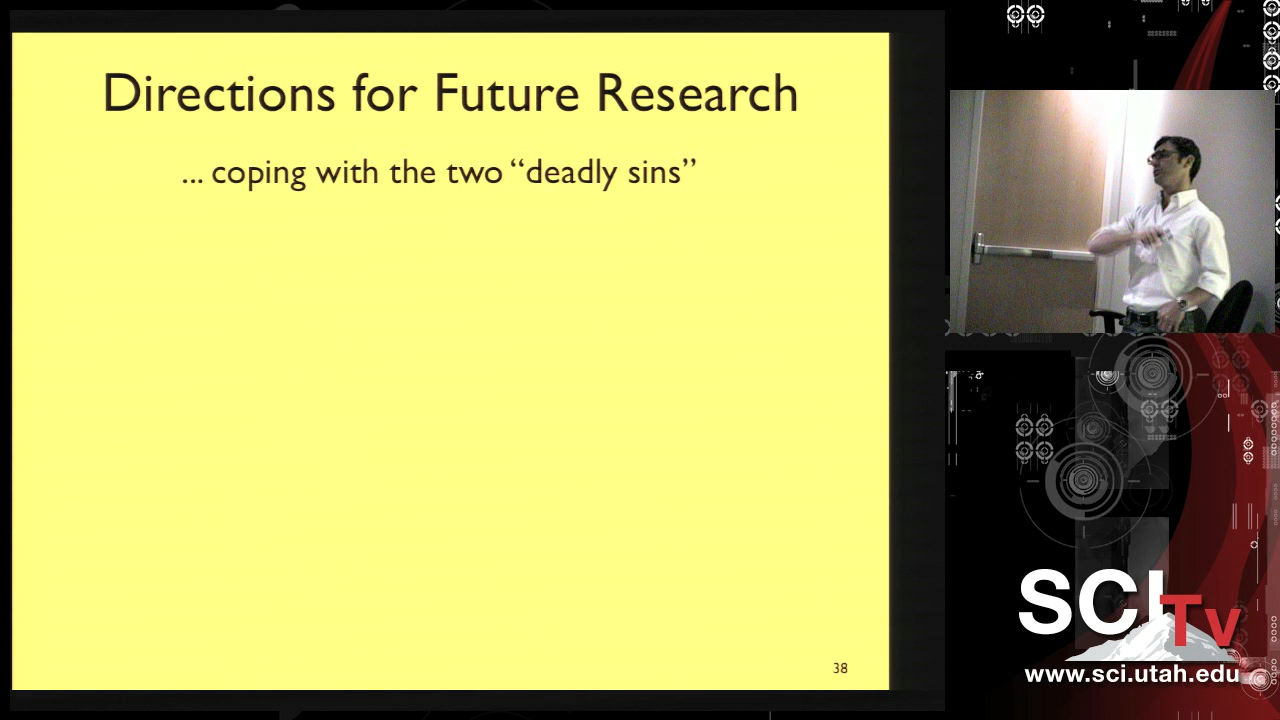 Directions for Future Research
... coping with the two “deadly sins”
38
SCI
Tv
www.sci.utah.edu